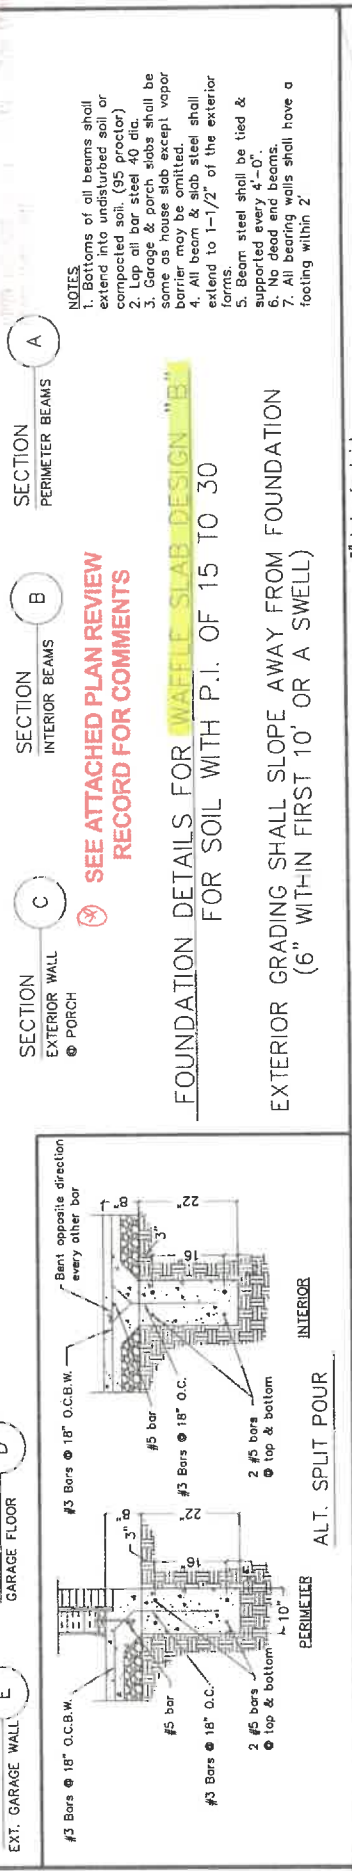 EXT. GARAGE WALL
E
GARAGE FLOOR
D
SECTION
C
EXTERIOR WALL
@ PORCH
SECTION
B
INTERIOR BEAMS
SECTION
A
PERIMETER BEAMS
#3 Bars @ 18" O.C.B.W.
#5 bar
#3 Bars @ 18" O.C.
2 #5 bars
@ top & bottom
8"
3"
22"
16"
10"
PERIMETER
#3 Bars @ 18" O.C.B.W.
Bent opposite direction
every other bar
#5 bar
#3 Bars @ 18" O.C.
2 #5 bars
@ top & bottom
8"
3"
22"
16"
INTERIOR
ALT. SPLIT POUR
SEE ATTACHED PLAN REVIEW
RECORD FOR COMMENTS
FOUNDATION DETAILS FOR WAFFLE SLAB DESIGN "B"
FOR SOIL WITH P.I. OF 15 TO 30
EXTERIOR GRADING SHALL SLOPE AWAY FROM FOUNDATION
(6" WITHIN FIRST 10' OR A SWELL)
NOTES
1. Bottoms of all beams shall
extend into undisturbed soil or
compacted soil. (95 proctor)
2. Lap all bar steel 40 dia.
3. Garage & porch slabs shall be
same as house slab except vapor
barrier may be omitted.
4. All beam & slab steel shall
extend to 1-1/2" of the exterior
forms.
5. Beam steel shall be tied &
supported every 4'-0".
6. No dead end beams.
7. All bearing walls shall have a
footing within 2'